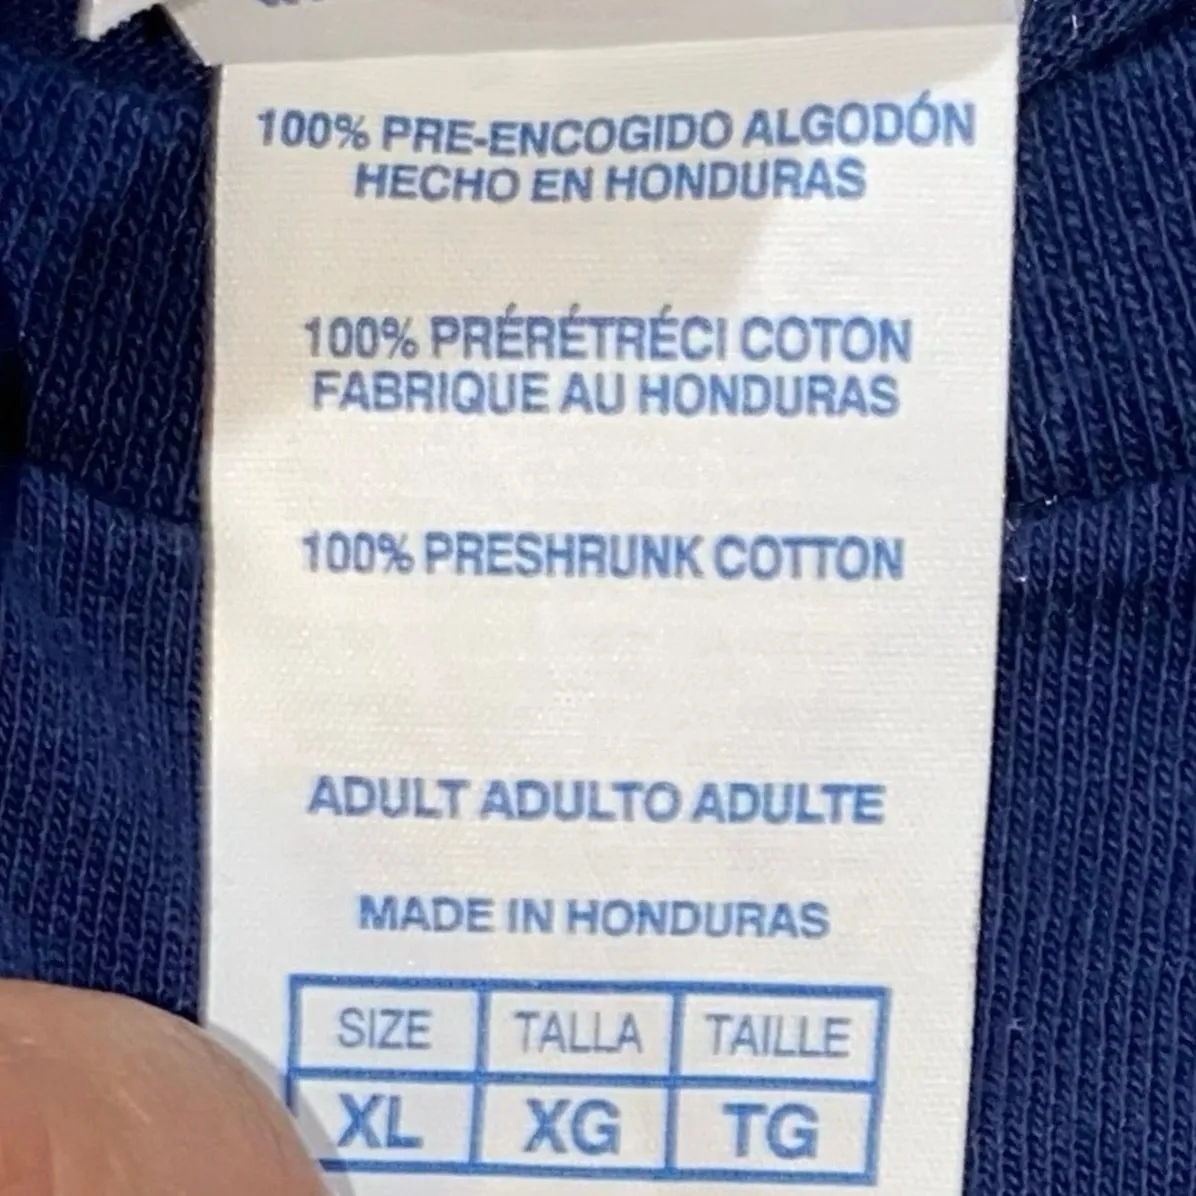 100% PRE-ENCOGIDO ALGODÓN
HECHO EN HONDURAS
100% PRÉRÉTRÉCI COTON
FABRIQUE AU HONDURAS
100% PRESHRUNK COTTON
ADULT ADULTO ADULTE
MADE IN HONDURAS
SIZE TALLA TAILLE
XL XG TG